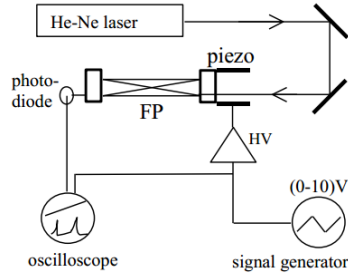 He-Ne laser
piezo
photo-
diode
FP
HV
(0-10)V
oscilloscope
signal generator